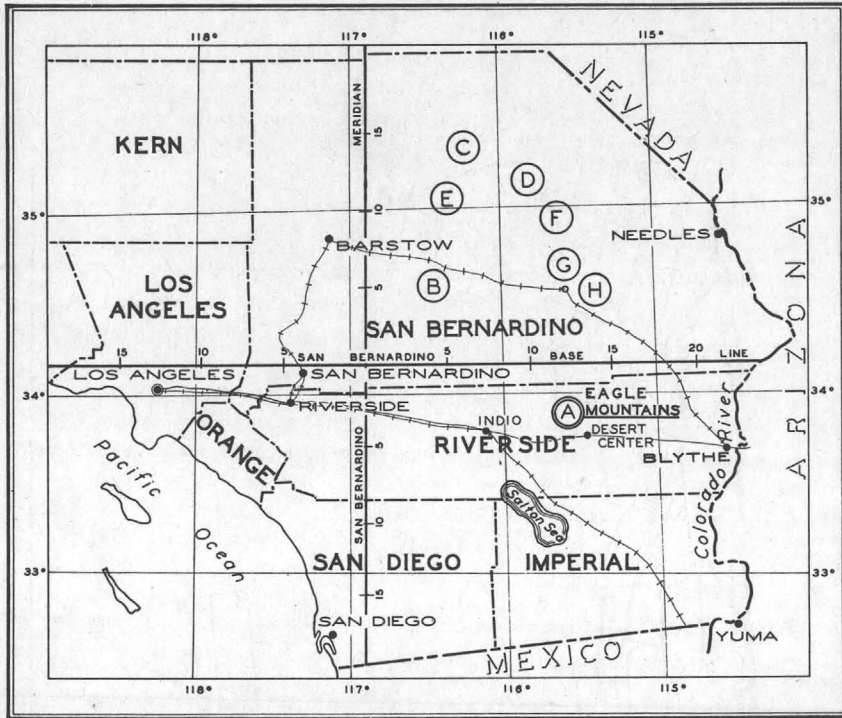 118°
117°
116°
115°
NEVADA
MERIDIAN
15
KERN
C
D
E
10
F
35°
35°
NEEDLES
BARSTOW
G
B
5
H
LOS
ANGELES
SAN BERNARDINO
ARIZONA
15
10
5
SAN BERNARDINO
5
10
BASE
15
20
LINE
LOS ANGELES
SAN BERNARDINO
34°
34°
RIVERSIDE
A
EAGLE
MOUNTAINS
INDIO
DESERT
CENTER
ORANGE
RIVERSIDE
5
BLYTHE
Colorado River
Pacific
Ocean
SAN BERNARDINO
10
Salton Sea
SAN DIEGO
IMPERIAL
33°
33°
15
SAN DIEGO
YUMA
MEXICO
118°
117°
116°
115°